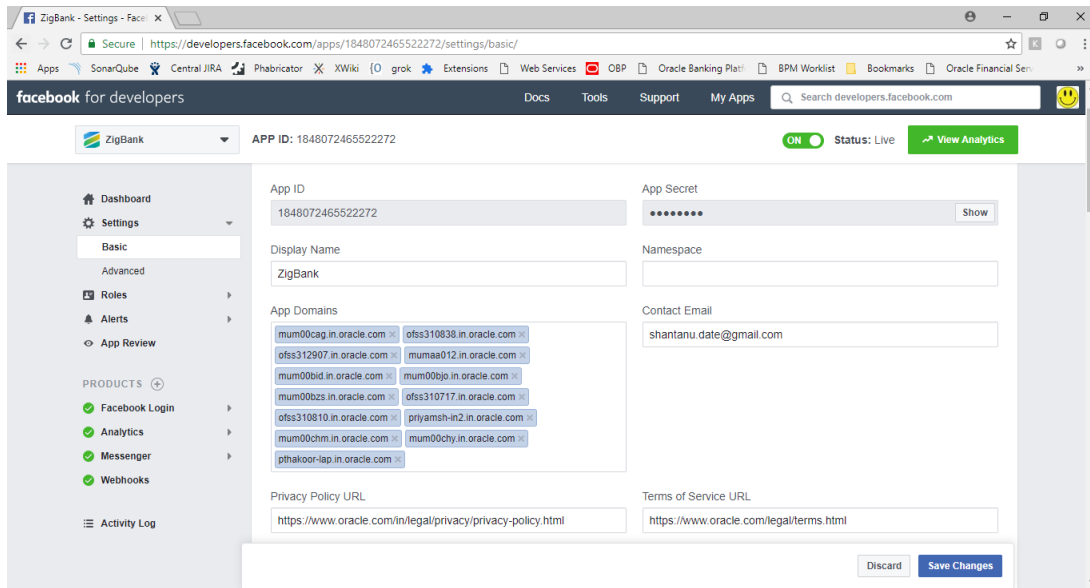 ZigBank - Settings - Face
Secure | https://developers.facebook.com/apps/1848072465522272/settings/basic/
Apps SonarQube Central JIRA Phabricator XWiki {O grok Extensions Web Services OBP Oracle Banking Platf BPM Worklist Bookmarks Oracle Financial Serv »
facebook for developers Docs Tools Support My Apps Search developers.facebook.com
ZigBank APP ID: 1848072465522272 ON Status: Live View Analytics
Dashboard
Settings
Basic
Advanced
Roles
Alerts
App Review
PRODUCTS
Facebook Login
Analytics
Messenger
Webhooks
Activity Log
App ID App Secret
1848072465522272 •••••••• Show
Display Name Namespace
ZigBank
App Domains Contact Email
mum00cag.in.oracle.com × ofss310838.in.oracle.com × shantanu.date@gmail.com
ofss312907.in.oracle.com × mumaa012.in.oracle.com ×
mum00bid.in.oracle.com × mum00bjo.in.oracle.com ×
mum00bzs.in.oracle.com × ofss310717.in.oracle.com ×
ofss310810.in.oracle.com × priyamsh-in2.in.oracle.com ×
mum00chm.in.oracle.com × mum00chy.in.oracle.com ×
pthakoor-lap.in.oracle.com ×
Privacy Policy URL Terms of Service URL
https://www.oracle.com/in/legal/privacy/privacy-policy.html https://www.oracle.com/legal/terms.html
Discard Save Changes